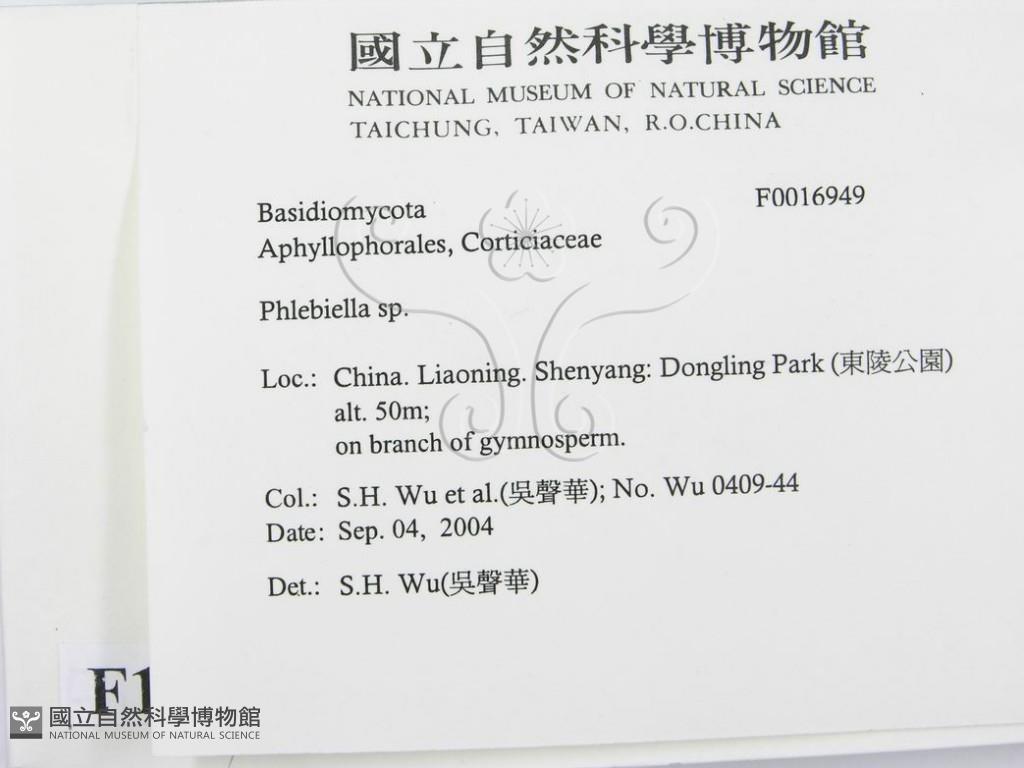 國立自然科學博物館
NATIONAL MUSEUM OF NATURAL SCIENCE
TAICHUNG, TAIWAN, R.O.CHINA
Basidiomycota F0016949
Aphyllophorales, Corticiaceae
Phlebiella sp.
Loc.: China. Liaoning. Shenyang: Dongling Park (東陵公園)
alt. 50m;
on branch of gymnosperm.
Col.: S.H. Wu et al.(吳聲華); No. Wu 0409-44
Date: Sep. 04, 2004
Det.: S.H. Wu(吳聲華)
F1
國立自然科學博物館
NATIONAL MUSEUM OF NATURAL SCIENCE